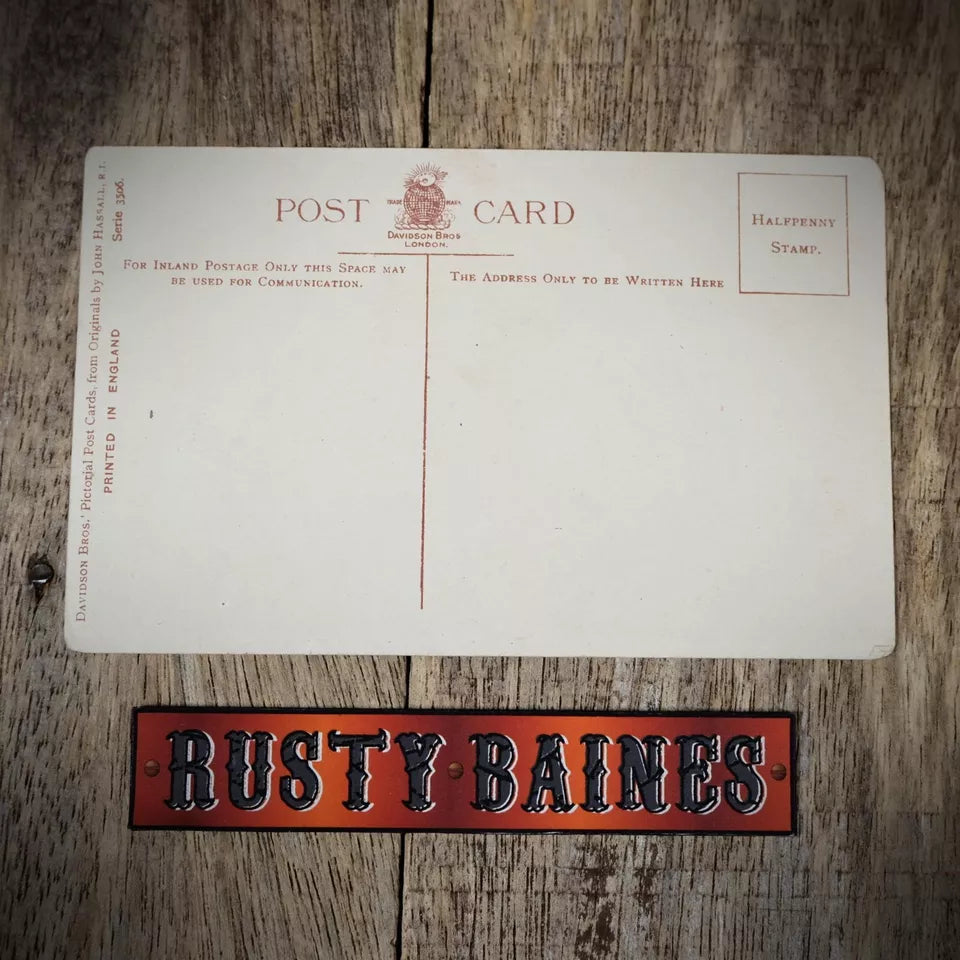 POST CARD
TRADE MARK
DAVIDSON BROS
LONDON.
HALFPENNY
STAMP.
FOR INLAND POSTAGE ONLY THIS SPACE MAY
BE USED FOR COMMUNICATION.
THE ADDRESS ONLY TO BE WRITTEN HERE
DAVIDSON BROS.' Pictorial Post Cards, from Originals by JOHN HASSALL, R.I.
Serie 3506.
PRINTED IN ENGLAND
RUSTY BAINES